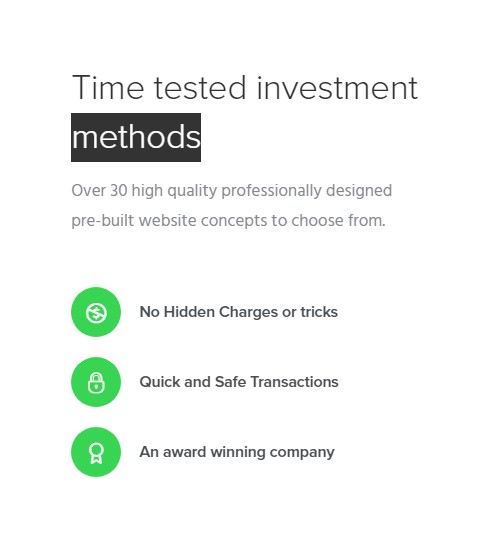 Time tested investment
methods
Over 30 high quality professionally designed
pre-built website concepts to choose from.
No Hidden Charges or tricks
Quick and Safe Transactions
An award winning company